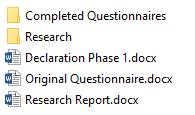 Completed Questionnaires
Research
Declaration Phase 1.docx
Original Questionnaire.docx
Research Report.docx